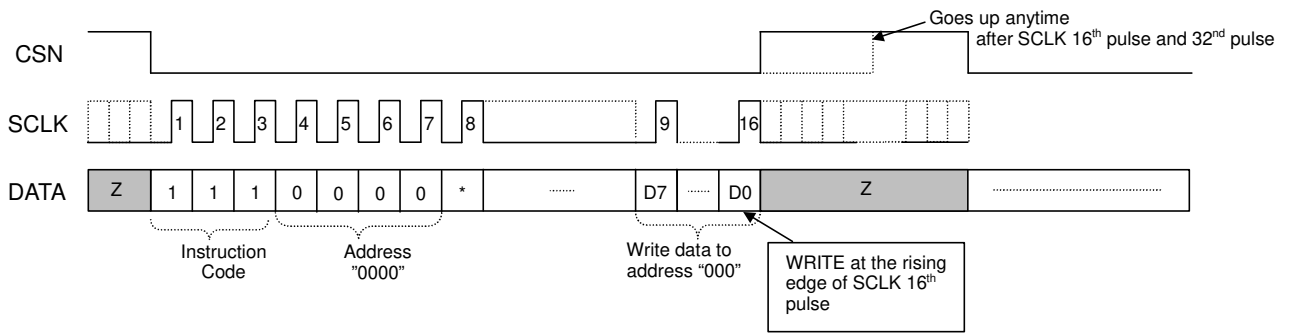 Goes up anytime
after SCLK 16th pulse and 32nd pulse
CSN
SCLK 1 2 3 4 5 6 7 8 9 16
DATA Z 1 1 1 0 0 0 0 * ........ D7 ...... D0 Z ..........................................
Instruction
Code
Address
"0000"
Write data to
address "000"
WRITE at the rising
edge of SCLK 16th
pulse